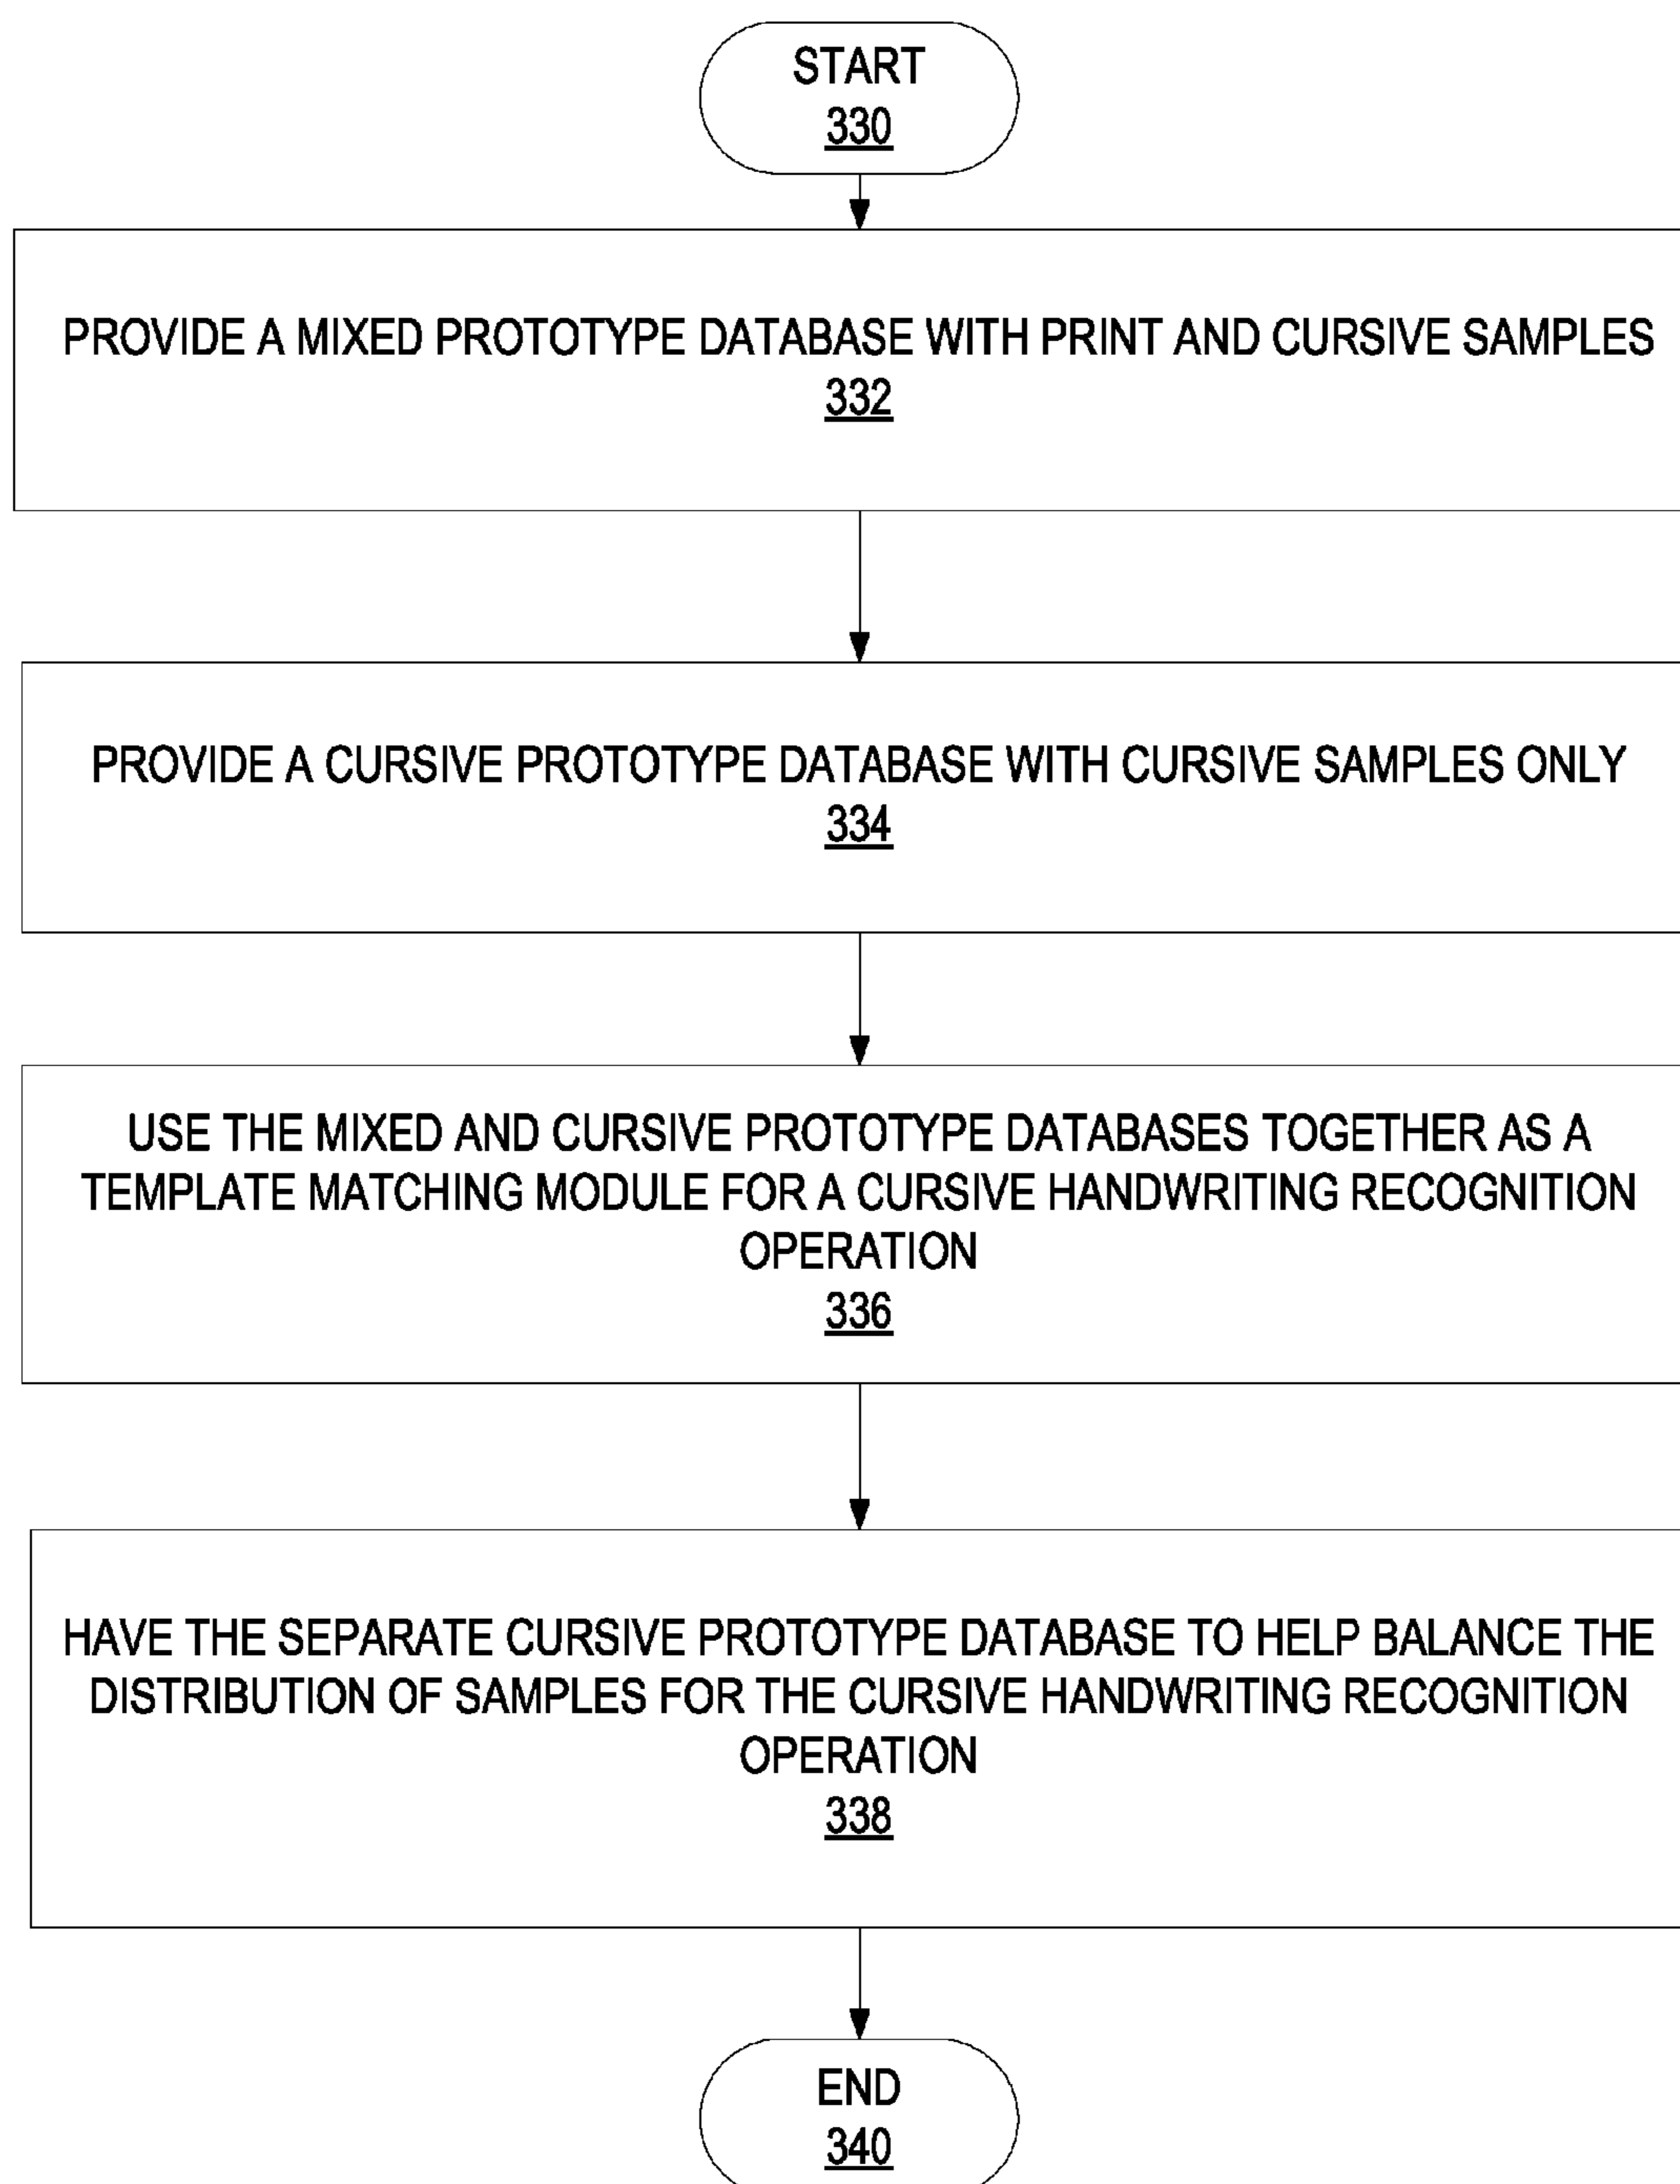 START
330
PROVIDE A MIXED PROTOTYPE DATABASE WITH PRINT AND CURSIVE SAMPLES
332
PROVIDE A CURSIVE PROTOTYPE DATABASE WITH CURSIVE SAMPLES ONLY
334
USE THE MIXED AND CURSIVE PROTOTYPE DATABASES TOGETHER AS A
TEMPLATE MATCHING MODULE FOR A CURSIVE HANDWRITING RECOGNITION
OPERATION
336
HAVE THE SEPARATE CURSIVE PROTOTYPE DATABASE TO HELP BALANCE THE
DISTRIBUTION OF SAMPLES FOR THE CURSIVE HANDWRITING RECOGNITION
OPERATION
338
END
340